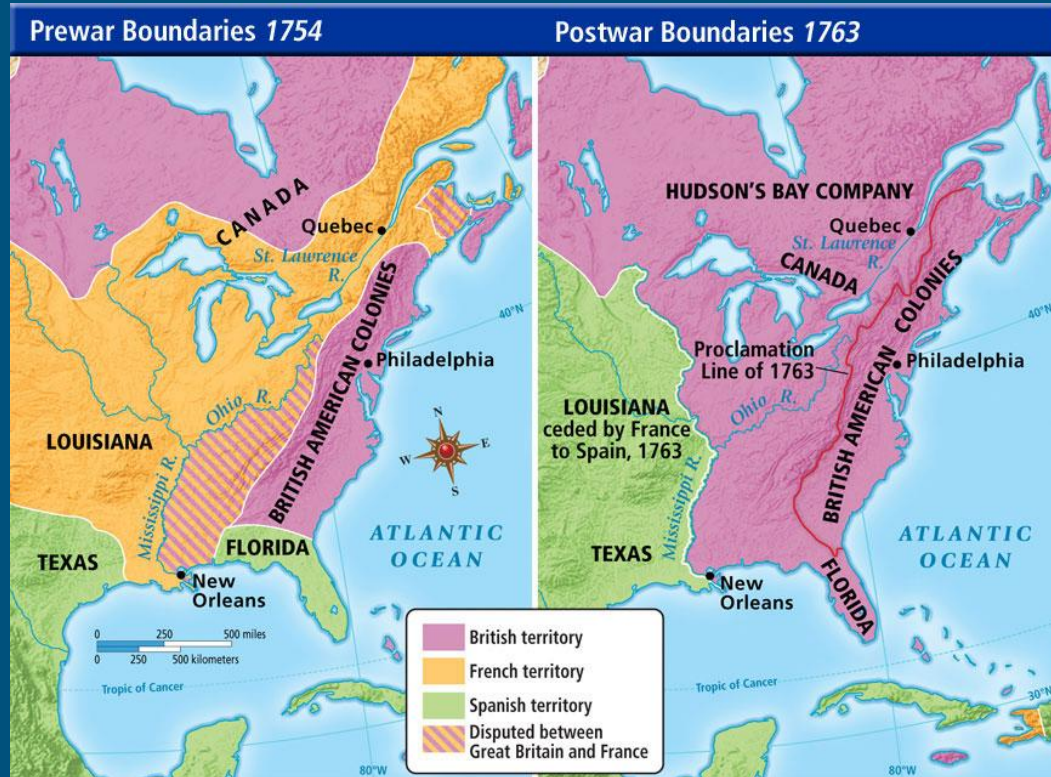 Prewar Boundaries 1754
CANADA
Quebec
St. Lawrence
R.
BRITISH AMERICAN COLONIES
40°N
Philadelphia
Ohio R.
LOUISIANA
Mississippi R.
N
W
E
S
ATLANTIC
OCEAN
TEXAS
FLORIDA
New
Orleans
0 250 500 miles
0 250 500 kilometers
Tropic of Cancer
80°W
Postwar Boundaries 1763
HUDSON'S BAY COMPANY
Quebec
St. Lawrence
R.
CANADA
BRITISH AMERICAN COLONIES
40°N
Proclamation
Line of 1763
Philadelphia
Ohio R.
LOUISIANA
ceded by France
to Spain, 1763
Mississippi R.
ATLANTIC
OCEAN
TEXAS
FLORIDA
New
Orleans
Tropic of Cancer
30°N
80°W
British territory
French territory
Spanish territory
Disputed between
Great Britain and France